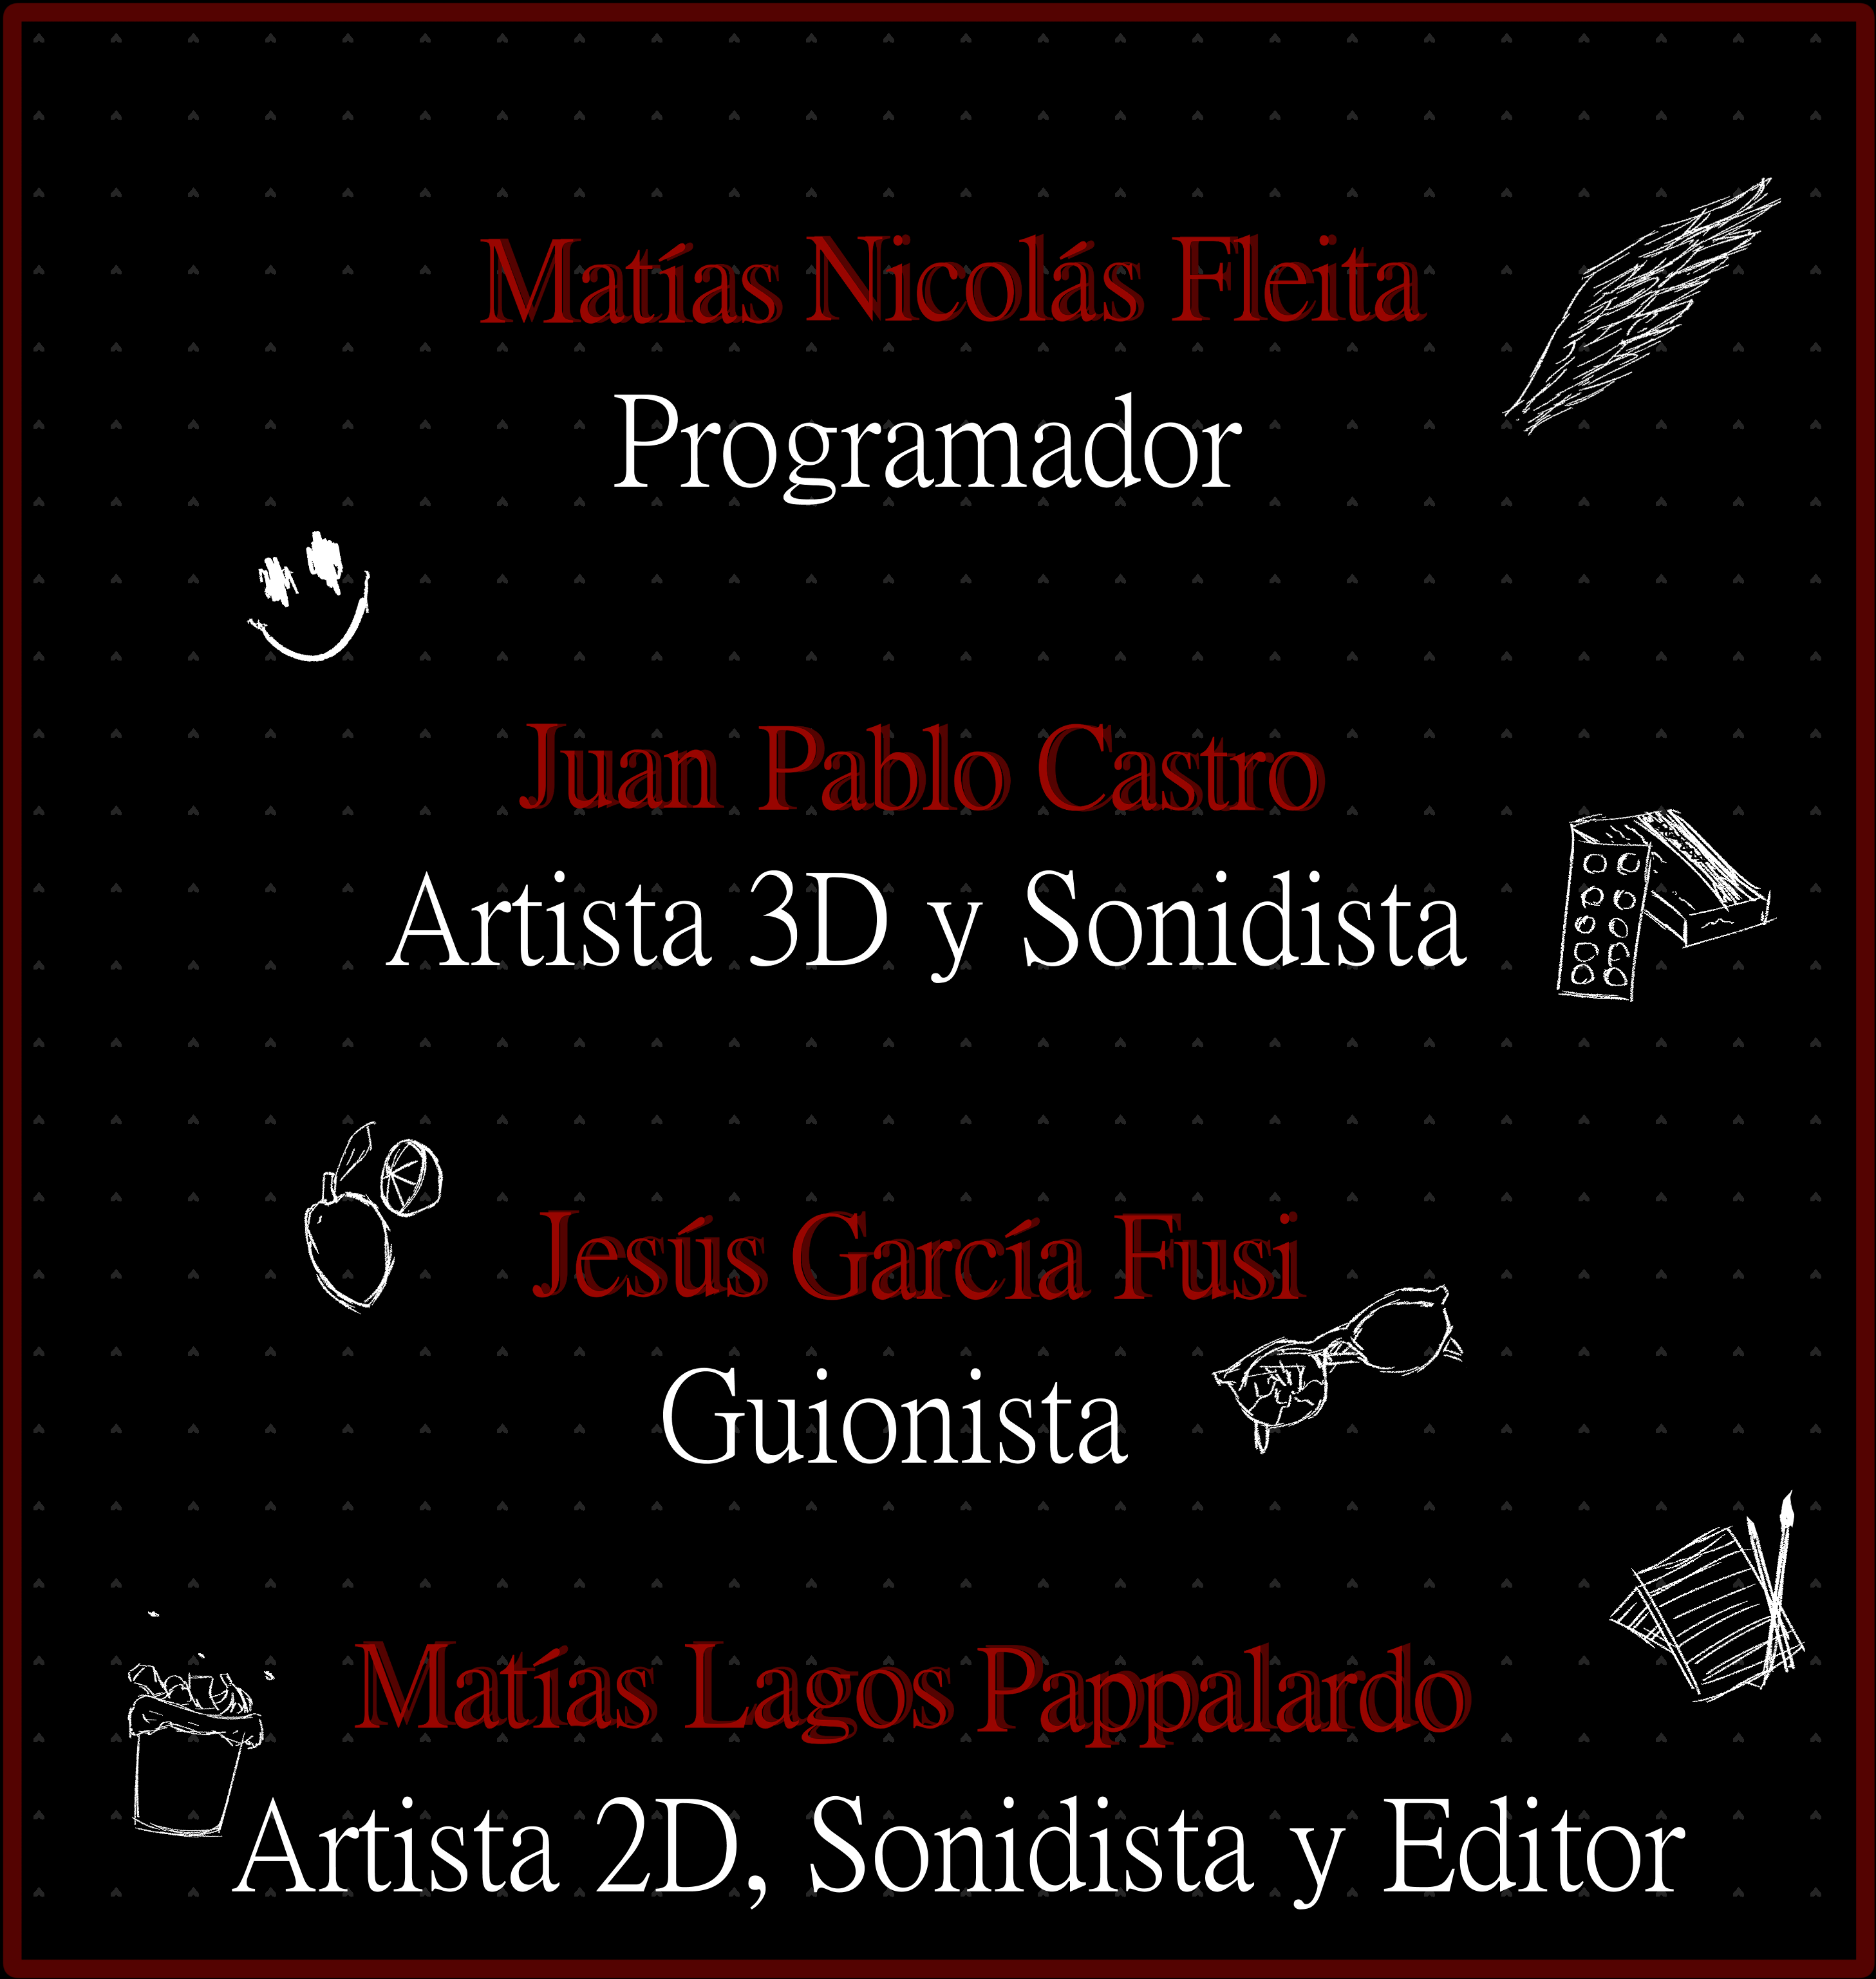 Matías Nicolás Fleita
Programador
Juan Pablo Castro
Artista 3D y Sonidista
Jesús García Fusi
Guionista
Matías Lagos Pappalardo
Artista 2D, Sonidista y Editor